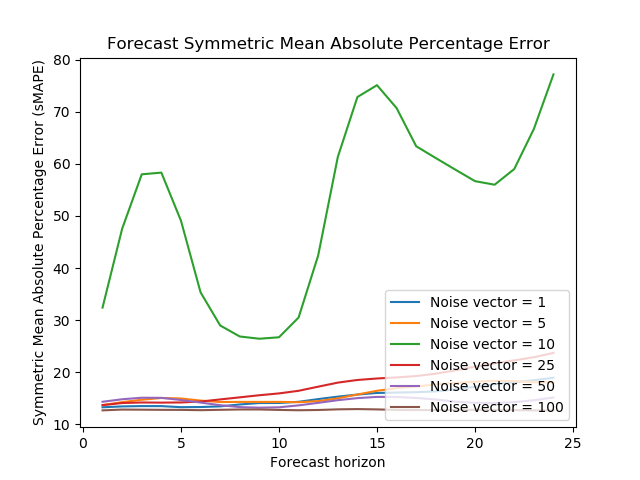 Forecast Symmetric Mean Absolute Percentage Error
Symmetric Mean Absolute Percentage Error (sMAPE)
80
70
60
50
40
30
20
10
Noise vector = 1
Noise vector = 5
Noise vector = 10
Noise vector = 25
Noise vector = 50
Noise vector = 100
0 5 10 15 20 25
Forecast horizon